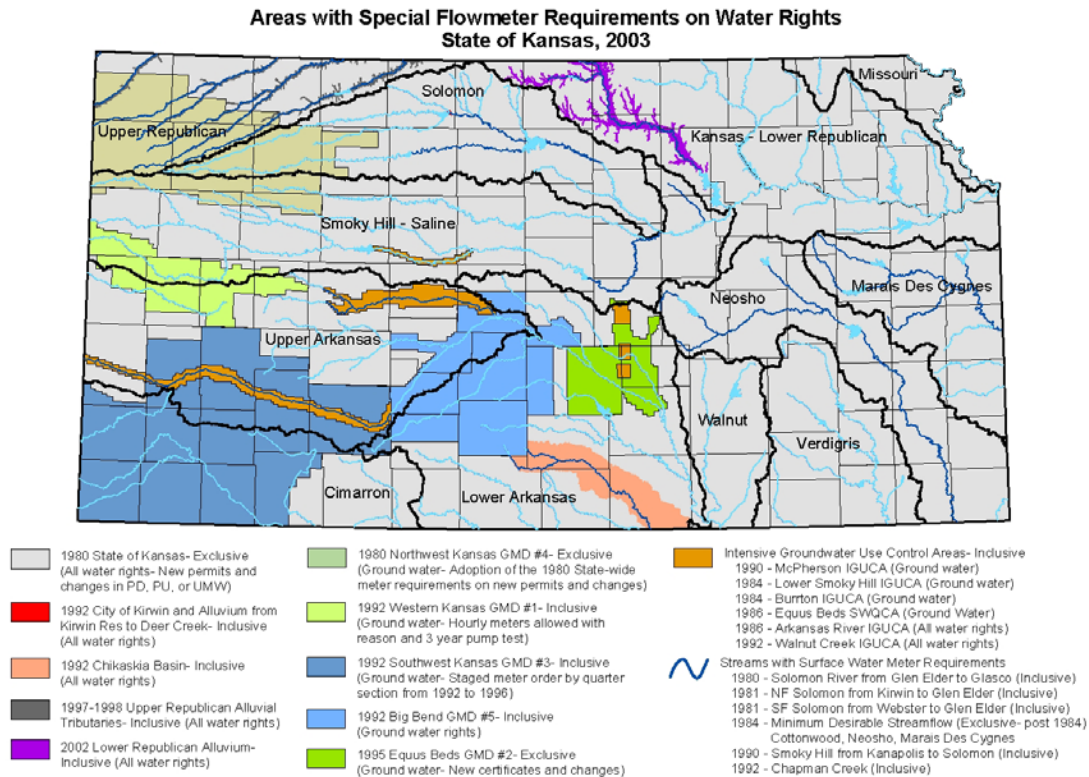 Areas with Special Flowmeter Requirements on Water Rights
State of Kansas, 2003
Missouri
Solomon
Upper Republican
Kansas - Lower Republican
Smoky Hill - Saline
Marais Des Cygnes
Neosho
Upper Arkansas
Walnut
Verdigris
Cimarron
Lower Arkansas
1980 State of Kansas- Exclusive
(All water rights- New permits and
changes in PD, PU, or UMW)
1992 City of Kirwin and Alluvium from
Kirwin Res to Deer Creek- Inclusive
(All water rights)
1992 Chikaskia Basin- Inclusive
(All water rights)
1997-1998 Upper Republican Alluvial
Tributaries- Inclusive (All water rights)
2002 Lower Republican Alluvium-
Inclusive (All water rights)
1980 Northwest Kansas GMD #4- Exclusive
(Ground water- Adoption of the 1980 State-wide
meter requirements on new permits and changes)
1992 Western Kansas GMD #1- Inclusive
(Ground water- Hourly meters allowed with
reason and 3 year pump test)
1992 Southwest Kansas GMD #3- Inclusive
(Ground water- Staged meter order by quarter
section from 1992 to 1996)
1992 Big Bend GMD #5- Inclusive
(Ground water rights)
1995 Equus Beds GMD #2- Exclusive
(Ground water- New certificates and changes)
Intensive Groundwater Use Control Areas- Inclusive
1990 - McPherson IGUCA (Ground water)
1984 - Lower Smoky Hill IGUCA (Ground water)
1984 - Burrton IGUCA (Ground water)
1986 - Equus Beds SWQCA (Ground Water)
1986 - Arkansas River IGUCA (All water rights)
1992 - Walnut Creek IGUCA (All water rights)
Streams with Surface Water Meter Requirements
1980 - Solomon River from Glen Elder to Glasco (Inclusive)
1981 - NF Solomon from Kirwin to Glen Elder (Inclusive)
1981 - SF Solomon from Webster to Glen Elder (Inclusive)
1984 - Minimum Desirable Streamflow (Exclusive- post 1984)
Cottonwood, Neosho, Marais Des Cygnes
1990 - Smoky Hill from Kanapolis to Solomon (Inclusive)
1992 - Chapman Creek (Inclusive)